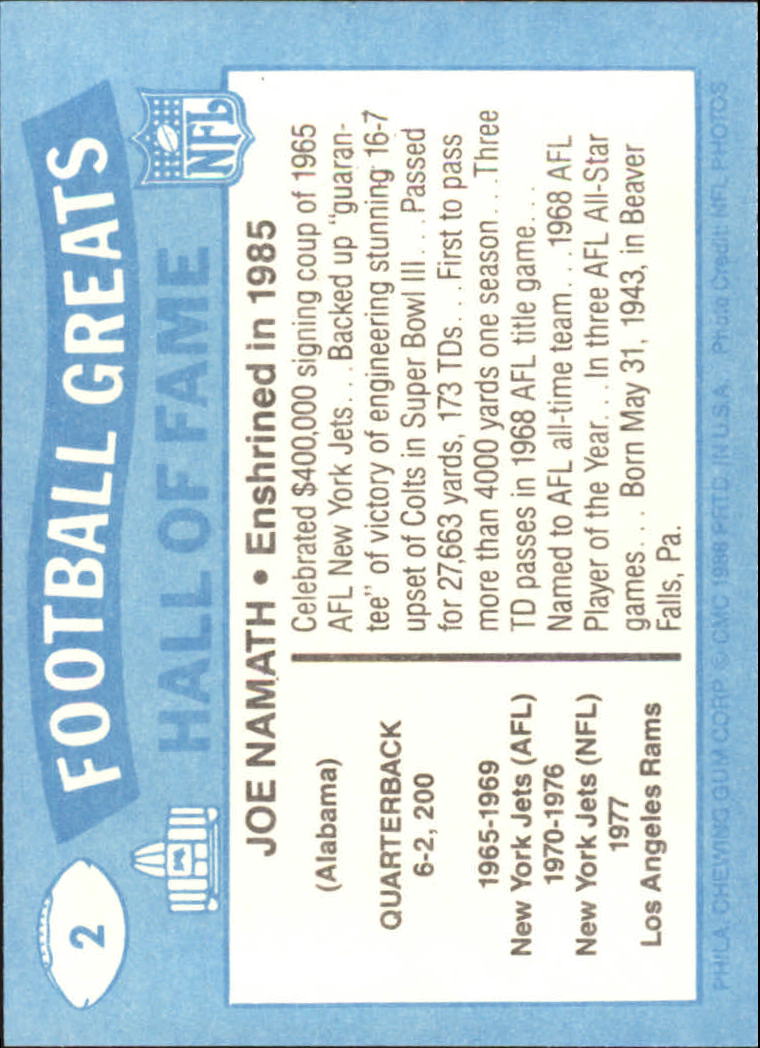 2
FOOTBALL GREATS
HALL OF FAME
NFL
JOE NAMATH • Enshrined in 1985
(Alabama)
QUARTERBACK
6-2, 200
1965-1969
New York Jets (AFL)
1970-1976
New York Jets (NFL)
1977
Los Angeles Rams
Celebrated $400,000 signing coup of 1965
AFL New York Jets. . .Backed up "guaran-
tee" of victory of engineering stunning 16-7
upset of Colts in Super Bowl III. . . .Passed
for 27,663 yards, 173 TDs. . .First to pass
more than 4000 yards one season. . .Three
TD passes in 1968 AFL title game. . .
Named to AFL all-time team. . .1968 AFL
Player of the Year. . .In three AFL All-Star
games. . . Born May 31, 1943, in Beaver
Falls, Pa.
PHILA. CHEWING GUM CORP © CMC 1988 PRTD. IN U.S.A. Photo Credit: NFL PHOTOS